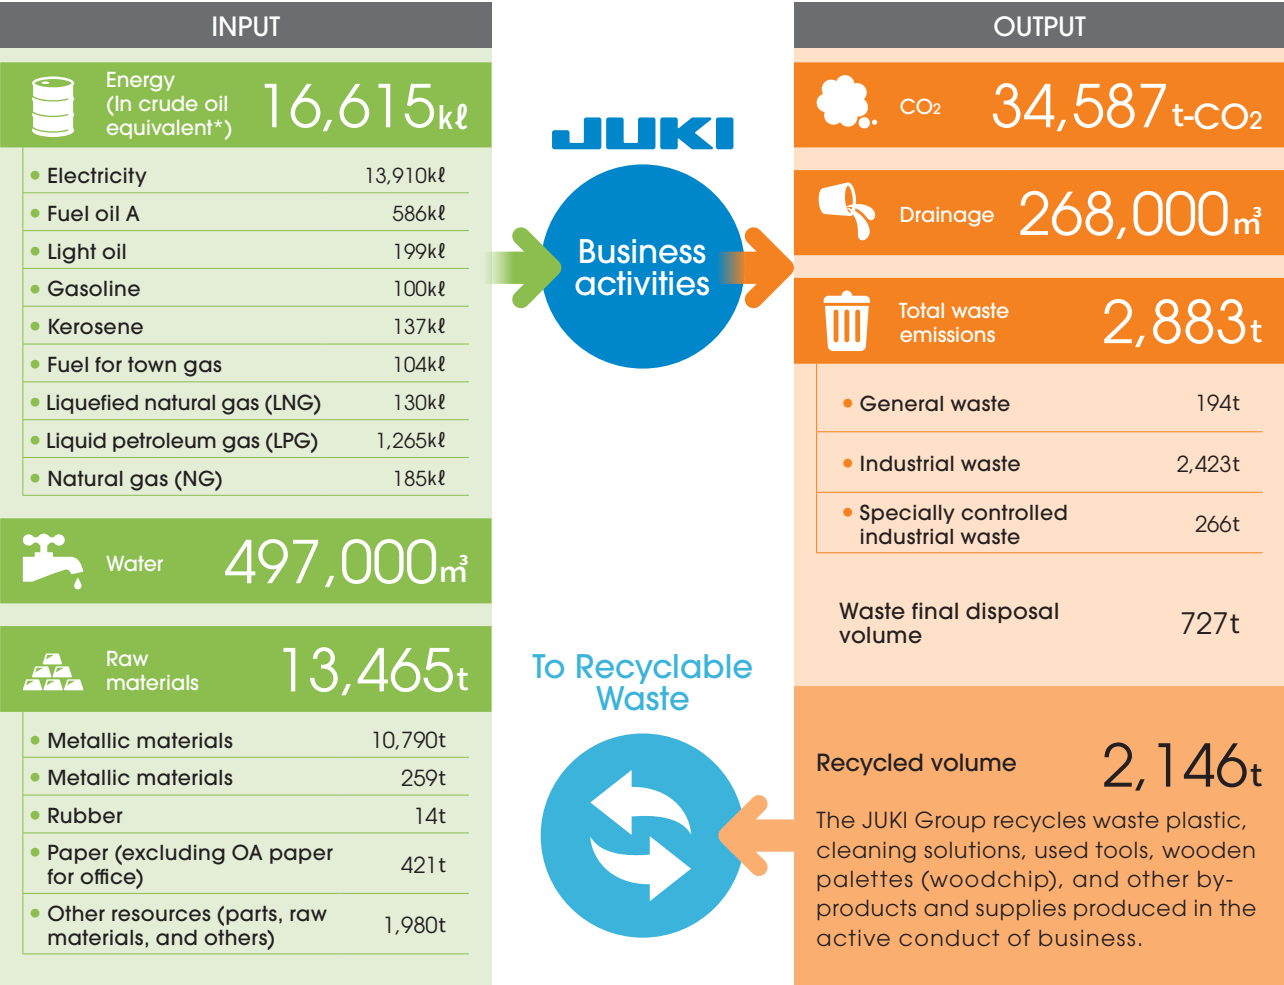 INPUT
Energy
(In crude oil
equivalent*)
16,615kℓ
• Electricity 13,910kℓ
• Fuel oil A 586kℓ
• Light oil 199kℓ
• Gasoline 100kℓ
• Kerosene 137kℓ
• Fuel for town gas 104kℓ
• Liquefied natural gas (LNG) 130kℓ
• Liquid petroleum gas (LPG) 1,265kℓ
• Natural gas (NG) 185kℓ
Water 497,000m³
Raw
materials
13,465t
• Metallic materials 10,790t
• Metallic materials 259t
• Rubber 14t
• Paper (excluding OA paper
for office) 421t
• Other resources (parts, raw
materials, and others) 1,980t
JUKI
Business
activities
To Recyclable
Waste
OUTPUT
CO₂ 34,587t-CO₂
Drainage 268,000m³
Total waste
emissions
2,883t
• General waste 194t
• Industrial waste 2,423t
• Specially controlled
industrial waste 266t
Waste final disposal
volume 727t
Recycled volume 2,146t
The JUKI Group recycles waste plastic,
cleaning solutions, used tools, wooden
palettes (woodchip), and other by-
products and supplies produced in the
active conduct of business.